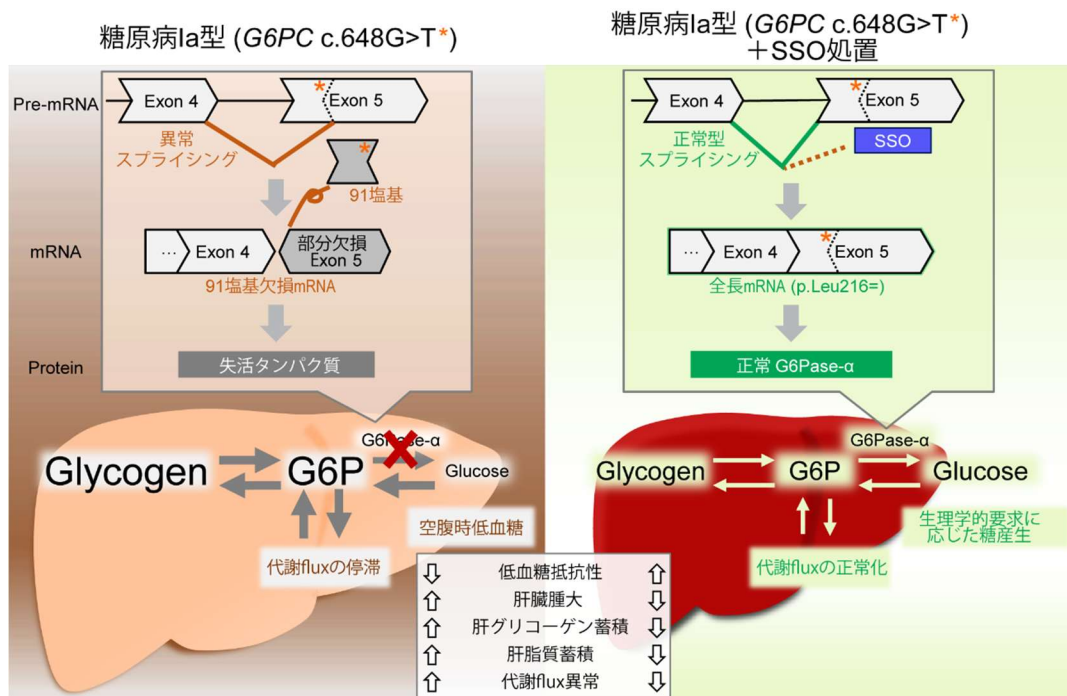 糖原病Ia型 (G6PC c.648G>T*)
Pre-mRNA
Exon 4
*
Exon 5
異常
スプライシング
*
91塩基
mRNA
...
Exon 4
部分欠損
Exon 5
91塩基欠損mRNA
Protein
失活タンパク質
G6Pase-α
Glycogen
G6P
Glucose
空腹時低血糖
代謝fluxの停滞
糖原病Ia型 (G6PC c.648G>T*)
＋SSO処置
Exon 4
*
Exon 5
正常型
スプライシング
SSO
...
Exon 4
*
Exon 5
全長mRNA (p.Leu216=)
正常 G6Pase-α
G6Pase-α
Glycogen
G6P
Glucose
生理学的要求に
応じた糖産生
代謝fluxの正常化
⇩ 低血糖抵抗性 ⇧
⇧ 肝臓腫大 ⇩
⇧ 肝グリコーゲン蓄積 ⇩
⇧ 肝脂質蓄積 ⇩
⇧ 代謝flux異常 ⇩